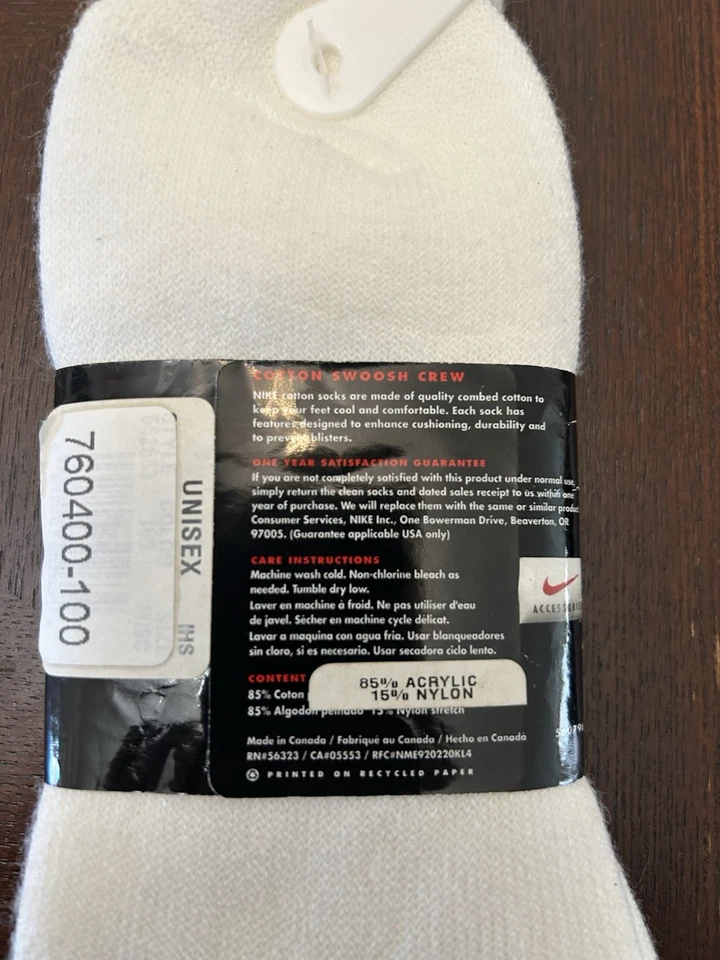 COTTON SWOOSH CREW
NIKE cotton socks are made of quality combed cotton to
keep your feet cool and comfortable. Each sock has
features designed to enhance cushioning, durability and
to prevent blisters.
ONE YEAR SATISFACTION GUARANTEE
If you are not completely satisfied with this product under normal use,
simply return the clean socks and dated sales receipt to us within one
year of purchase. We will replace them with the same or similar product.
Consumer Services, NIKE Inc., One Bowerman Drive, Beaverton, OR
97005. (Guarantee applicable USA only)
CARE INSTRUCTIONS
Machine wash cold. Non-chlorine bleach as
needed. Tumble dry low.
Laver en machine à froid. Ne pas utiliser d'eau
de javel. Sécher en machine cycle délicat.
Lavar a maquina con agua fria. Usar blanqueadores
sin cloro, si es necesario. Usar secadora ciclo lento.
CONTENT
85% Coton
85% Algodon peinado 15% Nylon stretch
85% ACRYLIC
15% NYLON
Made in Canada / Fabriqué au Canada / Hecho en Canadá
RN#56323 / CA#05553 / RFC#NME920220KL4
PRINTED ON RECYCLED PAPER
760400-100
UNISEX
IHS
ACCESSORIES